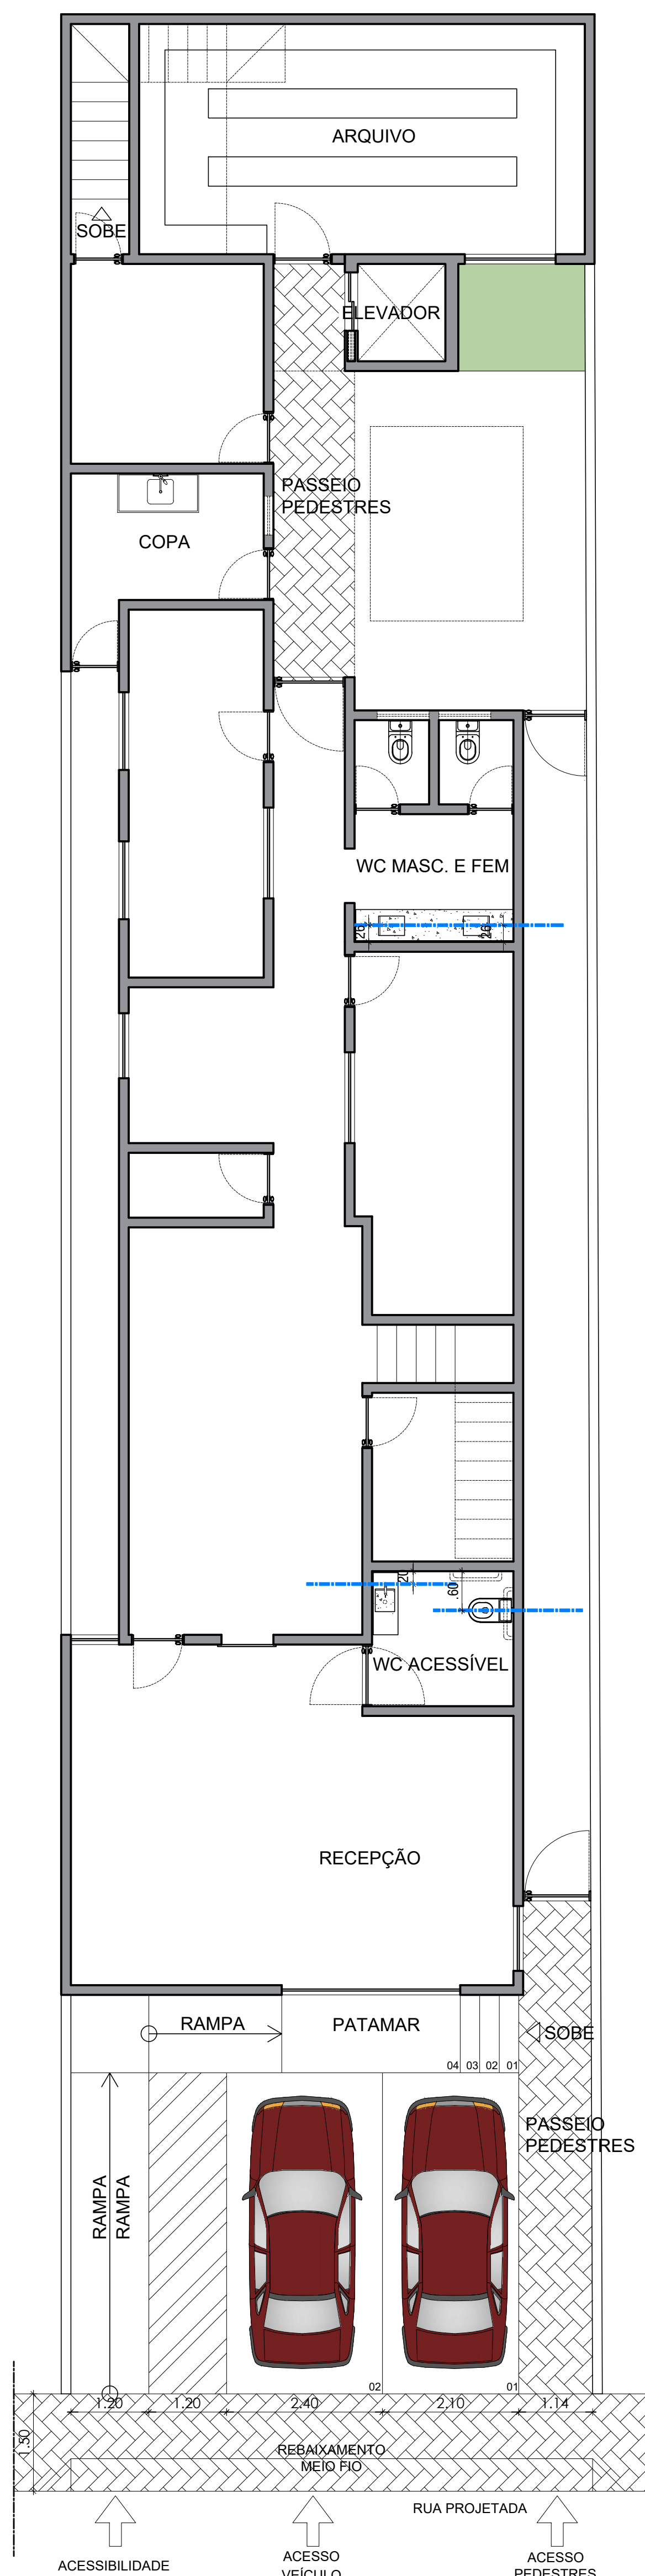 ARQUIVO
SOBE
ELEVADOR
PASSEIO
PEDESTRES
COPA
WC MASC. E FEM
26
26
20
.60
WC ACESSÍVEL
RECEPÇÃO
RAMPA
PATAMAR
SOBE
04 03 02 01
PASSEIO
PEDESTRES
RAMPA
RAMPA
02
01
1.20 1.20 2.40 2.10 1.14
1.50
REBAIXAMENTO
MEIO FIO
RUA PROJETADA
ACESSIBILIDADE
ACESSO
VEÍCULO
ACESSO
PEDESTRES